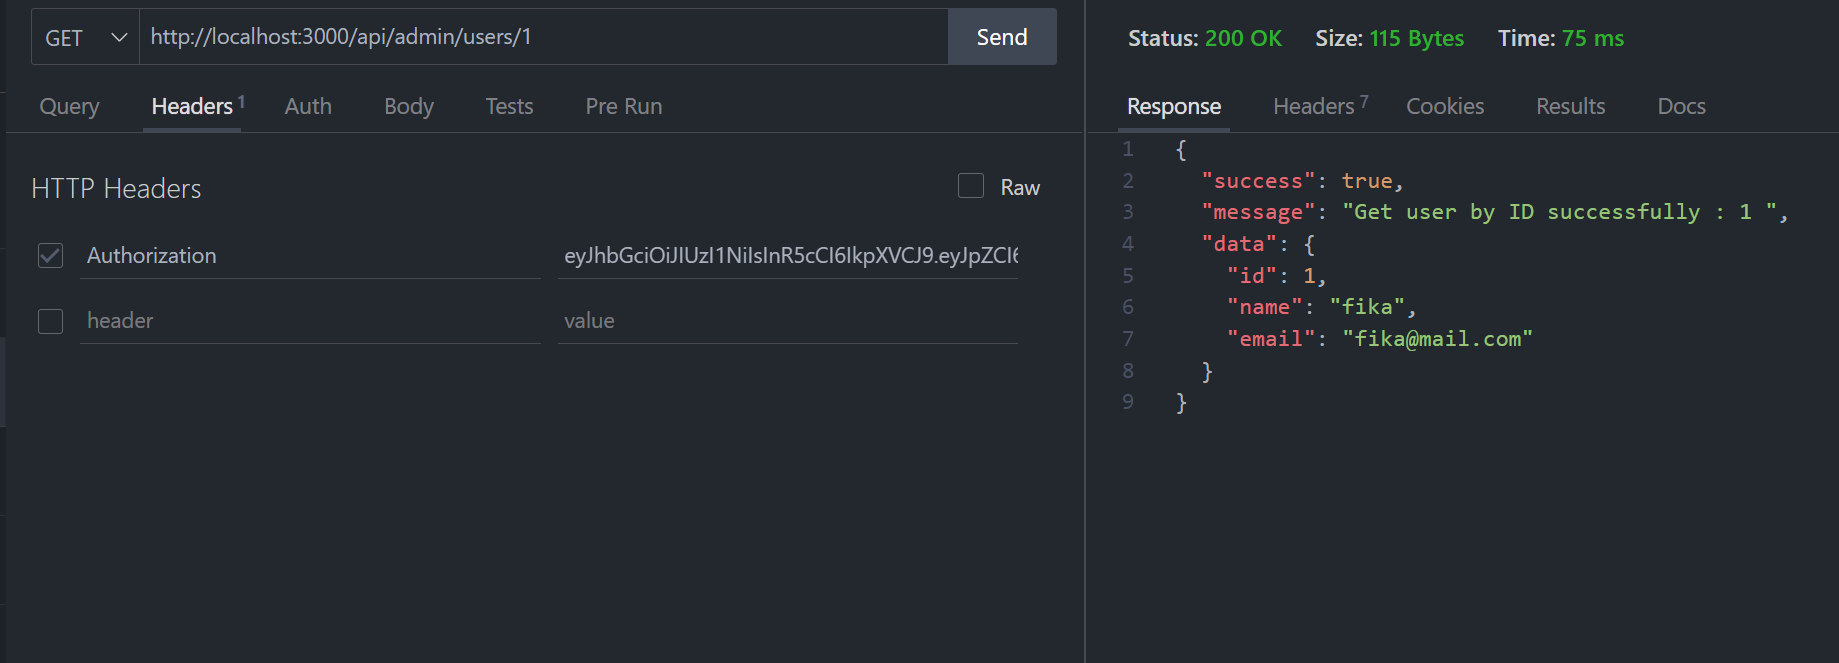 GET http://localhost:3000/api/admin/users/1 Send
Query Headers 1 Auth Body Tests Pre Run
HTTP Headers Raw
Authorization eyJhbGciOiJIUzI1NiIsInR5cCI6IkpXVCJ9.eyJpZCI6
header value
Status: 200 OK Size: 115 Bytes Time: 75 ms
Response Headers 7 Cookies Results Docs
1 {
2 "success": true,
3 "message": "Get user by ID successfully : 1 ",
4 "data": {
5 "id": 1,
6 "name": "fika",
7 "email": "fika@mail.com"
8 }
9 }